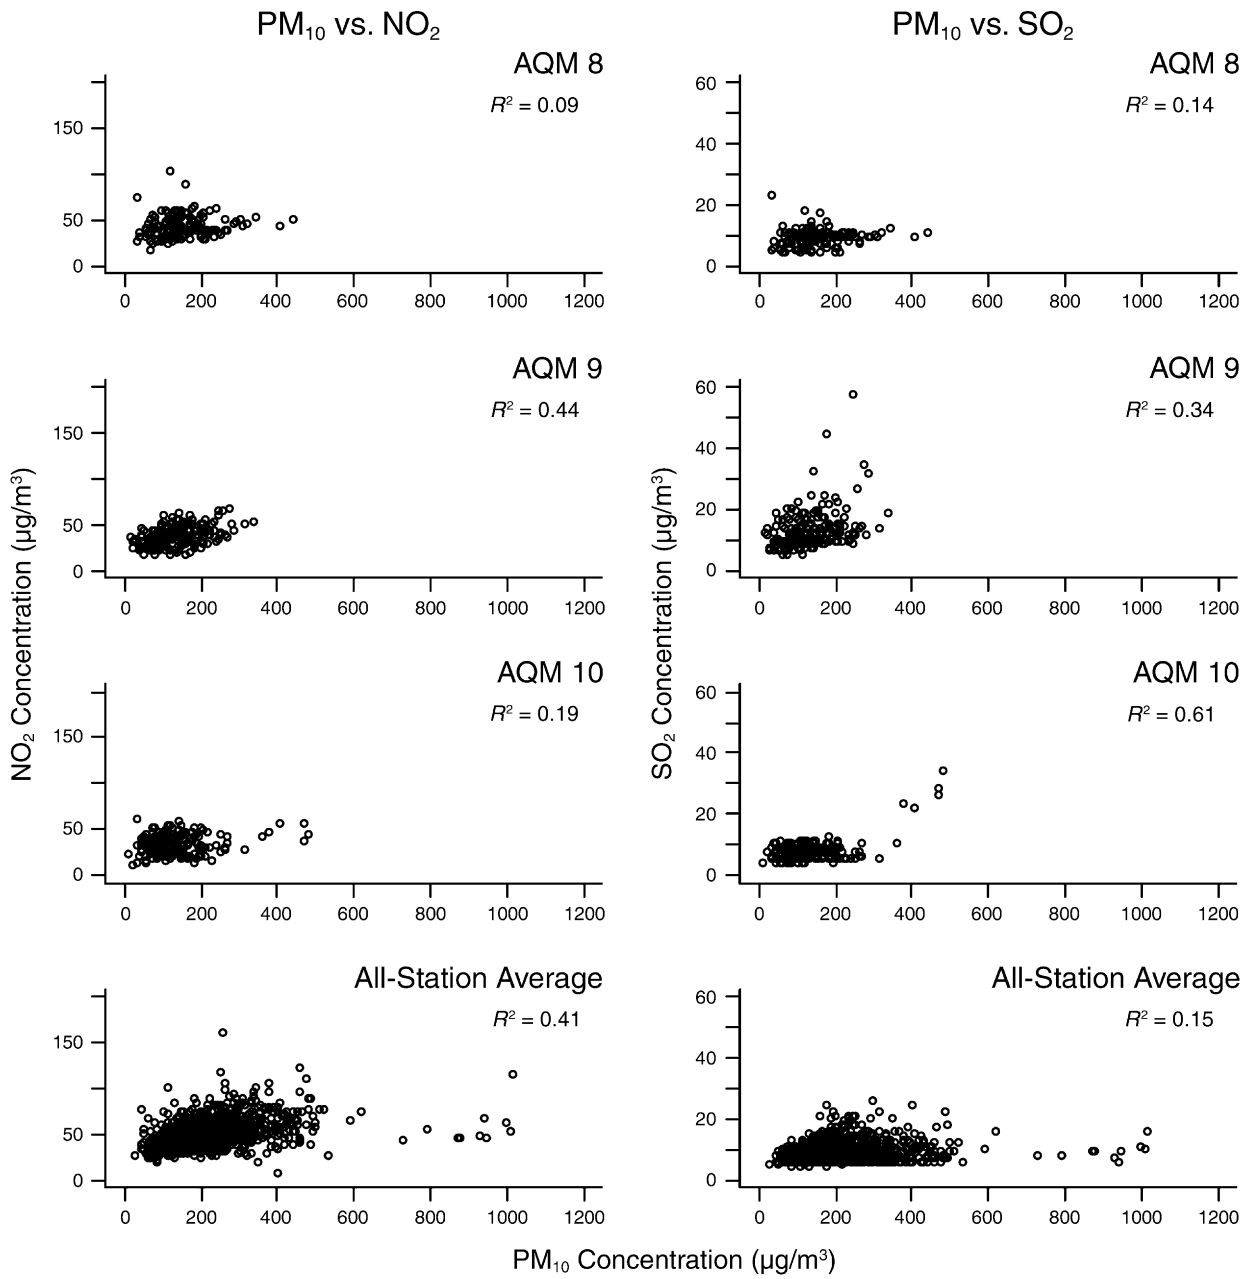 PM₁₀ vs. NO₂
PM₁₀ vs. SO₂
AQM 8
R² = 0.09
150
50
0
0 200 400 600 800 1000 1200
AQM 8
R² = 0.14
60
40
20
0
0 200 400 600 800 1000 1200
AQM 9
R² = 0.44
150
50
0
0 200 400 600 800 1000 1200
AQM 9
R² = 0.34
60
40
20
0
0 200 400 600 800 1000 1200
NO₂ Concentration (µg/m³)
SO₂ Concentration (µg/m³)
AQM 10
R² = 0.19
150
50
0
0 200 400 600 800 1000 1200
AQM 10
R² = 0.61
60
40
20
0
0 200 400 600 800 1000 1200
All-Station Average
R² = 0.41
150
50
0
0 200 400 600 800 1000 1200
All-Station Average
R² = 0.15
60
40
20
0
0 200 400 600 800 1000 1200
PM₁₀ Concentration (µg/m³)